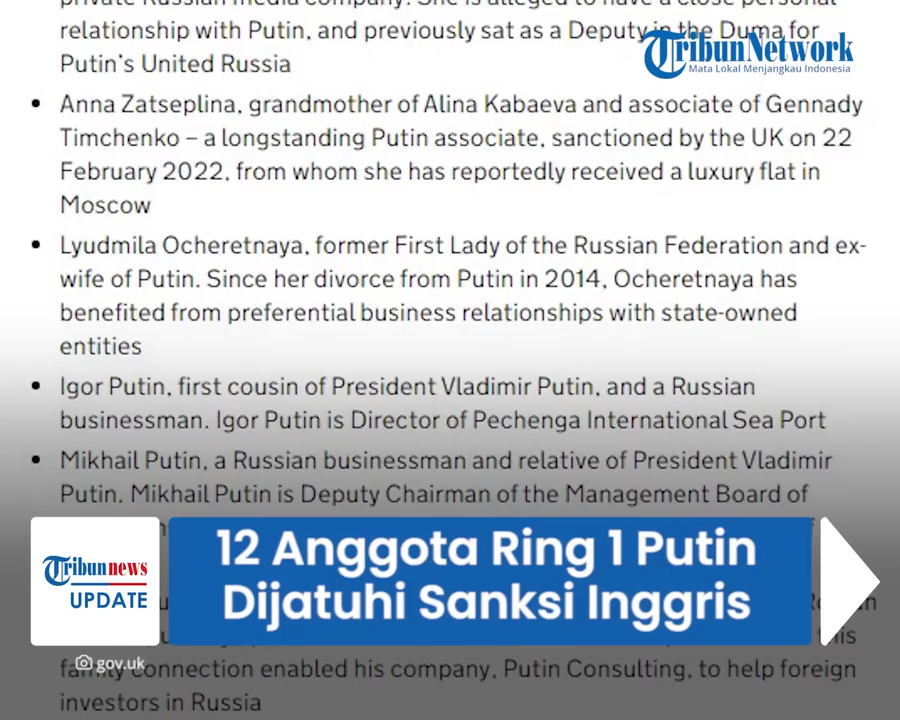 private Russian media company. She is alleged to have a close personal
relationship with Putin, and previously sat as a Deputy in the Duma for
Putin's United Russia
TribunNetwork
Mata Lokal Menjangkau Indonesia
• Anna Zatseplina, grandmother of Alina Kabaeva and associate of Gennady
Timchenko – a longstanding Putin associate, sanctioned by the UK on 22
February 2022, from whom she has reportedly received a luxury flat in
Moscow
• Lyudmila Ocheretnaya, former First Lady of the Russian Federation and ex-
wife of Putin. Since her divorce from Putin in 2014, Ocheretnaya has
benefited from preferential business relationships with state-owned
entities
• Igor Putin, first cousin of President Vladimir Putin, and a Russian
businessman. Igor Putin is Director of Pechenga International Sea Port
• Mikhail Putin, a Russian businessman and relative of President Vladimir
Putin. Mikhail Putin is Deputy Chairman of the Management Board of
Tribunnews
UPDATE
12 Anggota Ring 1 Putin
Dijatuhi Sanksi Inggris
gov.uk
family connection enabled his company, Putin Consulting, to help foreign
investors in Russia